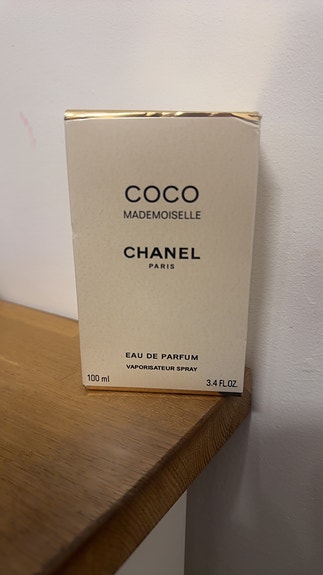 COCO
MADEMOISELLE
CHANEL
PARIS
EAU DE PARFUM
VAPORISATEUR SPRAY
100 ml 3.4 FL.OZ.